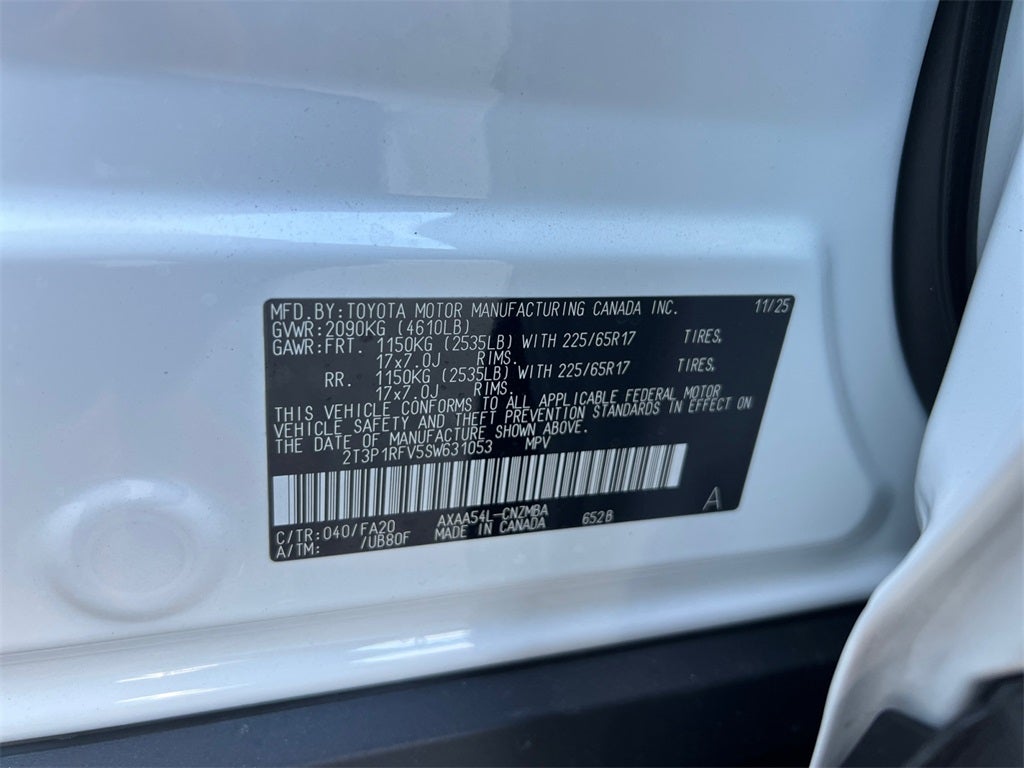 MFD.BY:TOYOTA MOTOR MANUFACTURING CANADA INC. 11/25
GVWR:2090KG (4610LB)
GAWR:FRT. 1150KG (2535LB) WITH 225/65R17 TIRES,
17x7.0J RIMS.
RR. 1150KG (2535LB) WITH 225/65R17 TIRES,
17x7.0J RIMS.
THIS VEHICLE CONFORMS TO ALL APPLICABLE FEDERAL MOTOR
VEHICLE SAFETY AND THEFT PREVENTION STANDARDS IN EFFECT ON
THE DATE OF MANUFACTURE SHOWN ABOVE.
2T3P1RFV5SW631053 MPV
C/TR:040/FA20 AXAA54L-CNZMBA 652B A
A/TM: /UB80F MADE IN CANADA